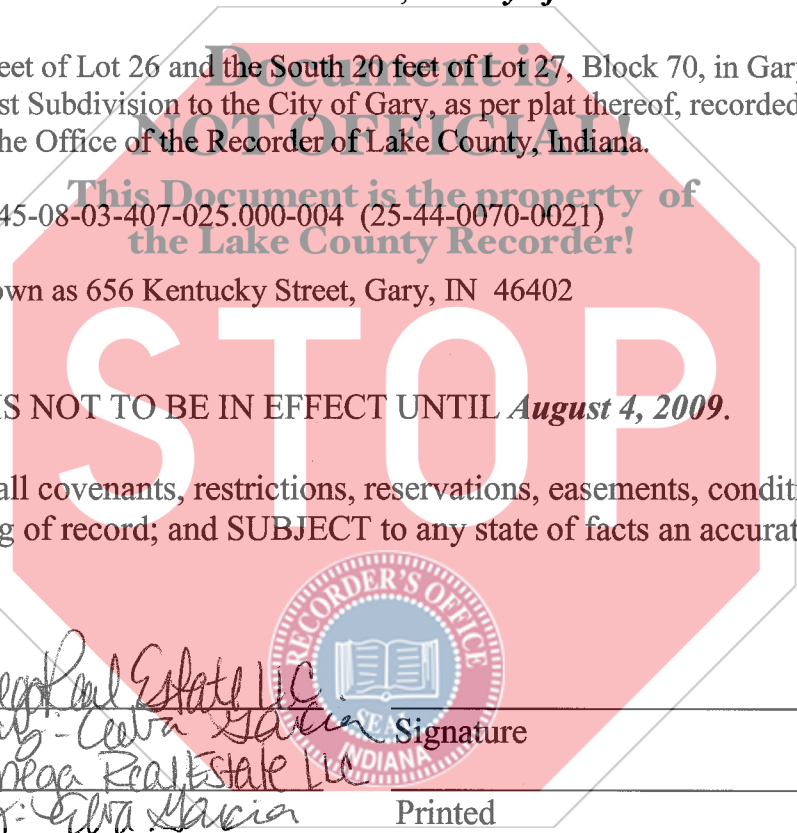 Document is
eet of Lot 26 and the South 20 feet of Lot 27, Block 70, in Gary
st Subdivision to the City of Gary, as per plat thereof, recorded
NOT OFFICIAL!
he Office of the Recorder of Lake County, Indiana.
This Document is the property of
45-08-03-407-025.000-004 (25-44-0070-0021)
the Lake County Recorder!
own as 656 Kentucky Street, Gary, IN 46402
STOP
IS NOT TO BE IN EFFECT UNTIL August 4, 2009.
all covenants, restrictions, reservations, easements, conditi
g of record; and SUBJECT to any state of facts an accurat
RECORDER'S OFFICE
SEAL
INDIANA
Real Estate LLC
Garcia Signature
nega Real Estate LLC
Elva Garcia Printed